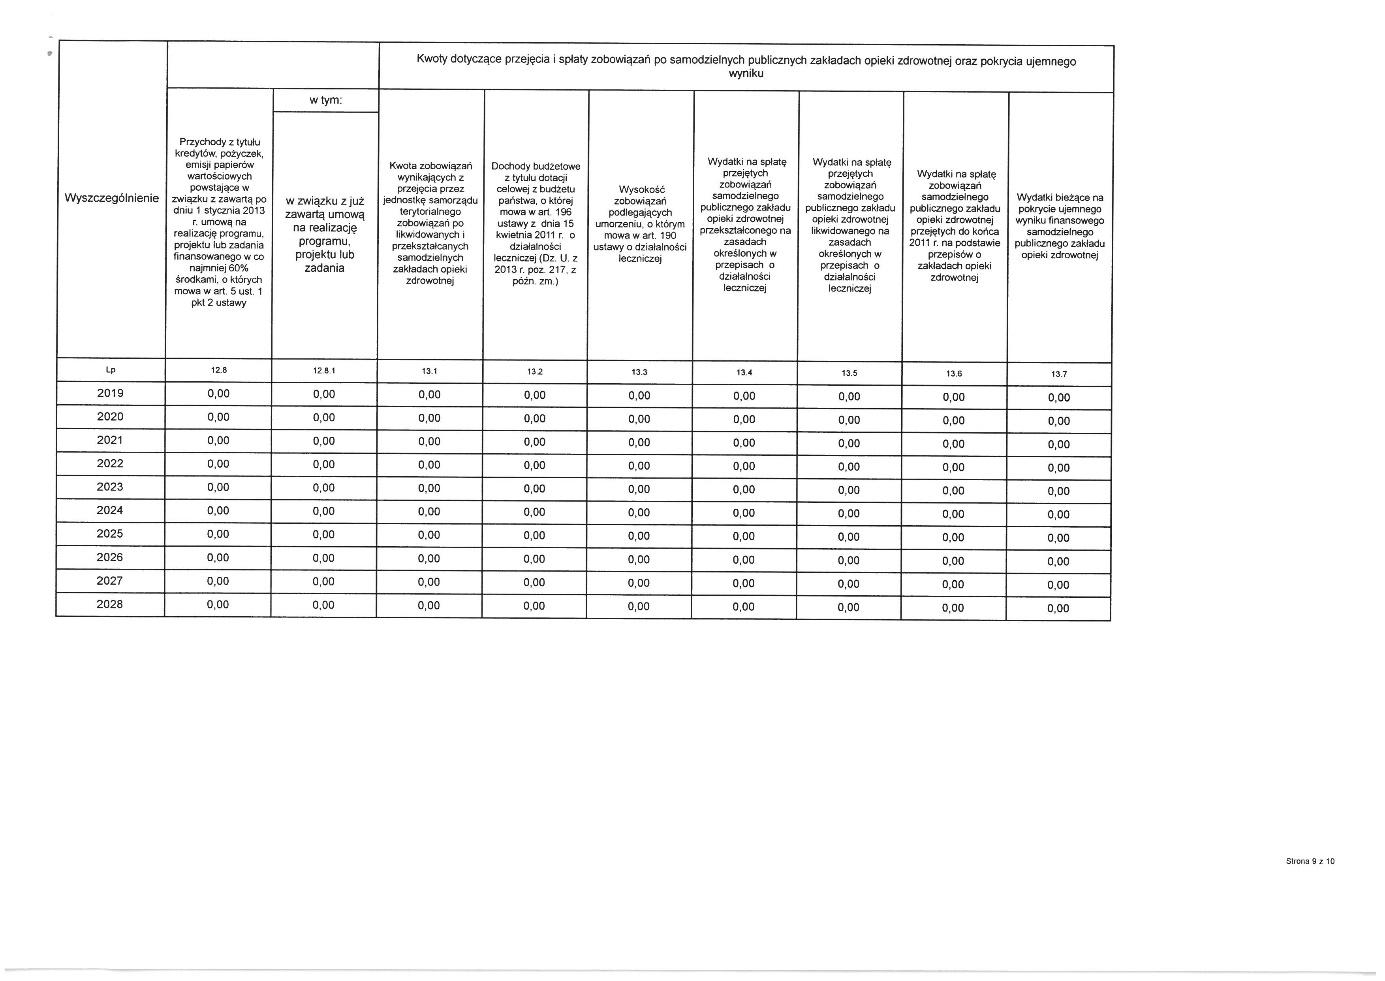 Kwoty dotyczące przejęcia i spłaty zobowiązań po samodzielnych publicznych zakładach opieki zdrowotnej oraz pokrycia ujemnego
wyniku
Wyszczególnienie
Przychody z tytułu
kredytów, pożyczek,
emisji papierów
wartościowych
powstające w
związku z zawartą po
dniu 1 stycznia 2013
r. umową na
realizację programu,
projektu lub zadania
finansowanego w co
najmniej 60%
środkami, o których
mowa w art. 5 ust. 1
pkt 2 ustawy
w tym:
w związku z już
zawartą umową
na realizację
programu,
projektu lub
zadania
Kwota zobowiązań
wynikających z
przejęcia przez
jednostkę samorządu
terytorialnego
zobowiązań po
likwidowanych i
przekształcanych
samodzielnych
zakładach opieki
zdrowotnej
Dochody budżetowe
z tytułu dotacji
celowej z budżetu
państwa, o której
mowa w art. 196
ustawy z dnia 15
kwietnia 2011 r. o
działalności
leczniczej (Dz. U. z
2013 r. poz. 217, z
późn. zm.)
Wysokość
zobowiązań
podlegających
umorzeniu, o którym
mowa w art. 190
ustawy o działalności
leczniczej
Wydatki na spłatę
przejętych
zobowiązań
samodzielnego
publicznego zakładu
opieki zdrowotnej
przekształconego na
zasadach
określonych w
przepisach o
działalności
leczniczej
Wydatki na spłatę
przejętych
zobowiązań
samodzielnego
publicznego zakładu
opieki zdrowotnej
likwidowanego na
zasadach
określonych w
przepisach o
działalności
leczniczej
Wydatki na spłatę
zobowiązań
samodzielnego
publicznego zakładu
opieki zdrowotnej
przejętych do końca
2011 r. na podstawie
przepisów o
zakładach opieki
zdrowotnej
Wydatki bieżące na
pokrycie ujemnego
wyniku finansowego
samodzielnego
publicznego zakładu
opieki zdrowotnej
Lp 12.8 12.8.1 13.1 13.2 13.3 13.4 13.5 13.6 13.7
2019 0,00 0,00 0,00 0,00 0,00 0,00 0,00 0,00 0,00
2020 0,00 0,00 0,00 0,00 0,00 0,00 0,00 0,00 0,00
2021 0,00 0,00 0,00 0,00 0,00 0,00 0,00 0,00 0,00
2022 0,00 0,00 0,00 0,00 0,00 0,00 0,00 0,00 0,00
2023 0,00 0,00 0,00 0,00 0,00 0,00 0,00 0,00 0,00
2024 0,00 0,00 0,00 0,00 0,00 0,00 0,00 0,00 0,00
2025 0,00 0,00 0,00 0,00 0,00 0,00 0,00 0,00 0,00
2026 0,00 0,00 0,00 0,00 0,00 0,00 0,00 0,00 0,00
2027 0,00 0,00 0,00 0,00 0,00 0,00 0,00 0,00 0,00
2028 0,00 0,00 0,00 0,00 0,00 0,00 0,00 0,00 0,00
Strona 9 z 10